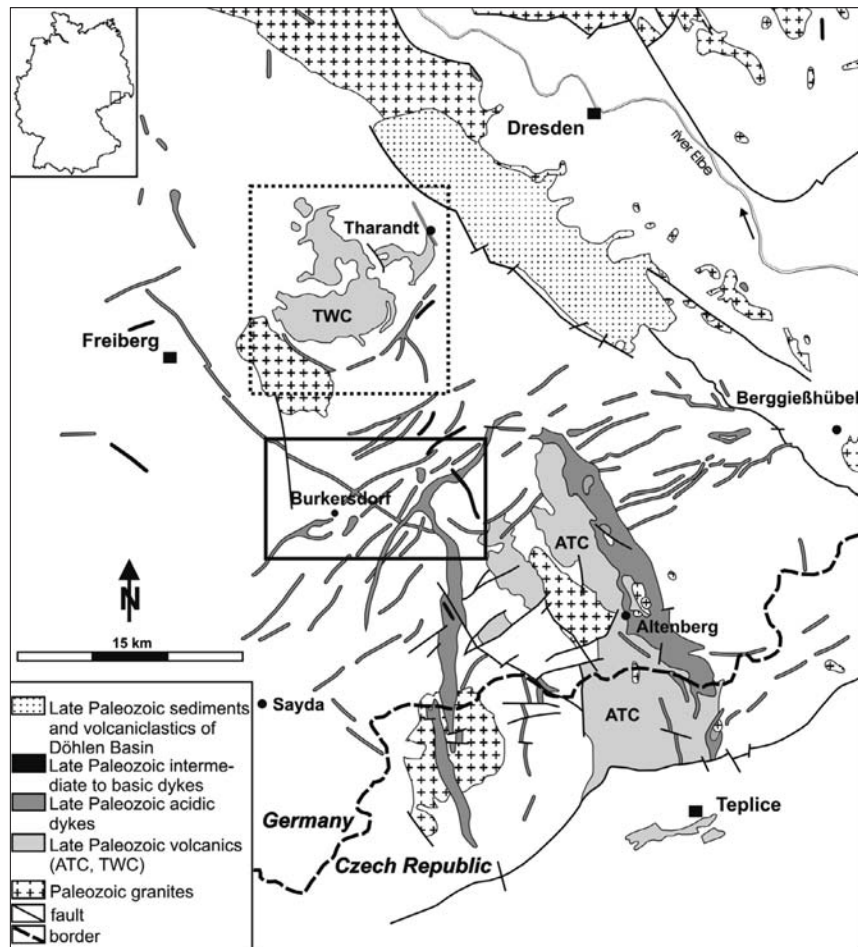 Dresden
river Elbe
Tharandt
TWC
Freiberg
Berggießhübel
Burkersdorf
ATC
N
Altenberg
15 km
Sayda
ATC
Late Paleozoic sediments
and volcaniclastics of
Döhlen Basin
Late Paleozoic interme-
diate to basic dykes
Late Paleozoic acidic
dykes
Late Paleozoic volcanics
(ATC, TWC)
Paleozoic granites
fault
border
Germany
Teplice
Czech Republic